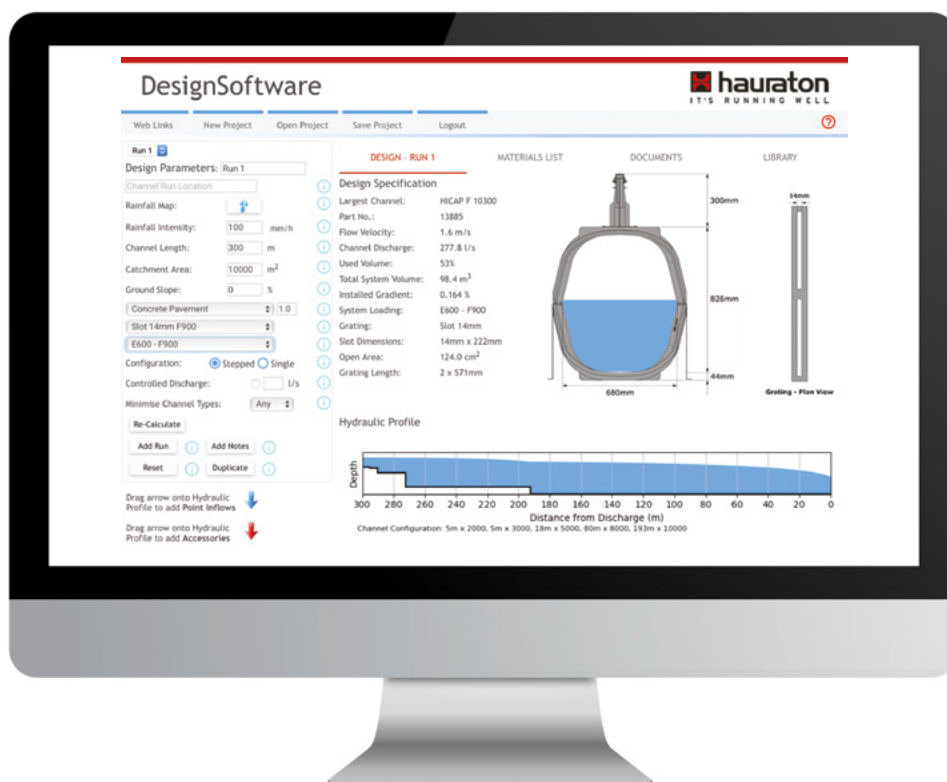 DesignSoftware
hauraton
IT'S RUNNING WELL
Web Links New Project Open Project Save Project Logout ?
Run 1
Design Parameters: Run 1
Channel Run Location
Rainfall Map:
Rainfall Intensity: 100 mm/h
Channel Length: 300 m
Catchment Area: 10000 m²
Ground Slope: 0 %
Concrete Pavement 1.0
Slot 14mm F900
E600 - F900
Configuration: Stepped Single
Controlled Discharge: l/s
Minimise Channel Types: Any
Re-Calculate
Add Run Add Notes
Reset Duplicate
Drag arrow onto Hydraulic
Profile to add Point Inflows
Drag arrow onto Hydraulic
Profile to add Accessories
DESIGN - RUN 1 MATERIALS LIST DOCUMENTS LIBRARY
Design Specification
Largest Channel: HICAP F 10300
Part No.: 13885
Flow Velocity: 1.6 m/s
Channel Discharge: 277.8 l/s
Used Volume: 53%
Total System Volume: 98.4 m³
Installed Gradient: 0.164 %
System Loading: E600 - F900
Grating: Slot 14mm
Slot Dimensions: 14mm x 222mm
Open Area: 124.0 cm²
Grating Length: 2 x 571mm
300mm
826mm
44mm
680mm
14mm
Grating - Plan View
Hydraulic Profile
Depth
300 280 260 240 220 200 180 160 140 120 100 80 60 40 20 0
Distance from Discharge (m)
Channel Configuration: 5m x 2000, 5m x 3000, 18m x 5000, 80m x 8000, 193m x 10000